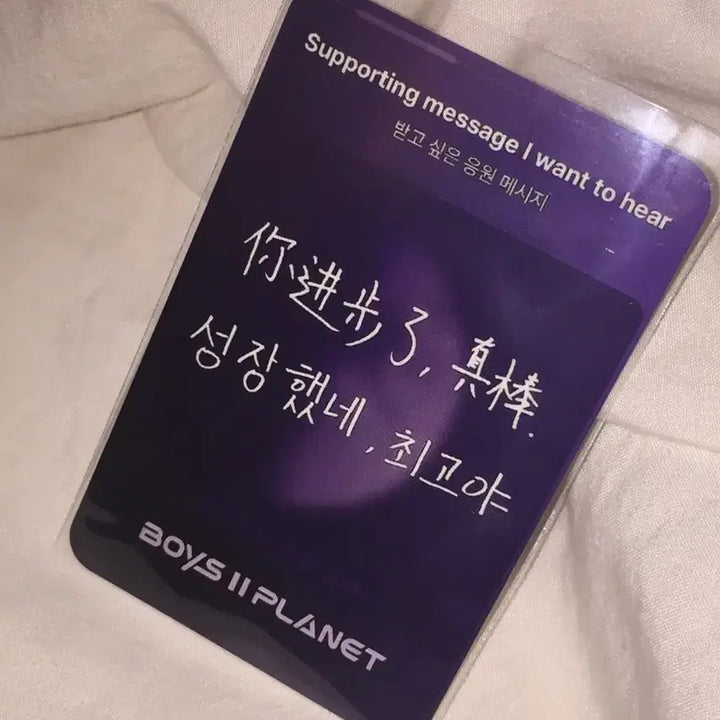 Supporting message I want to hear
받고 싶은 응원 메시지
你进步了, 真棒.
성장했네, 최고야
BOYS II PLANET